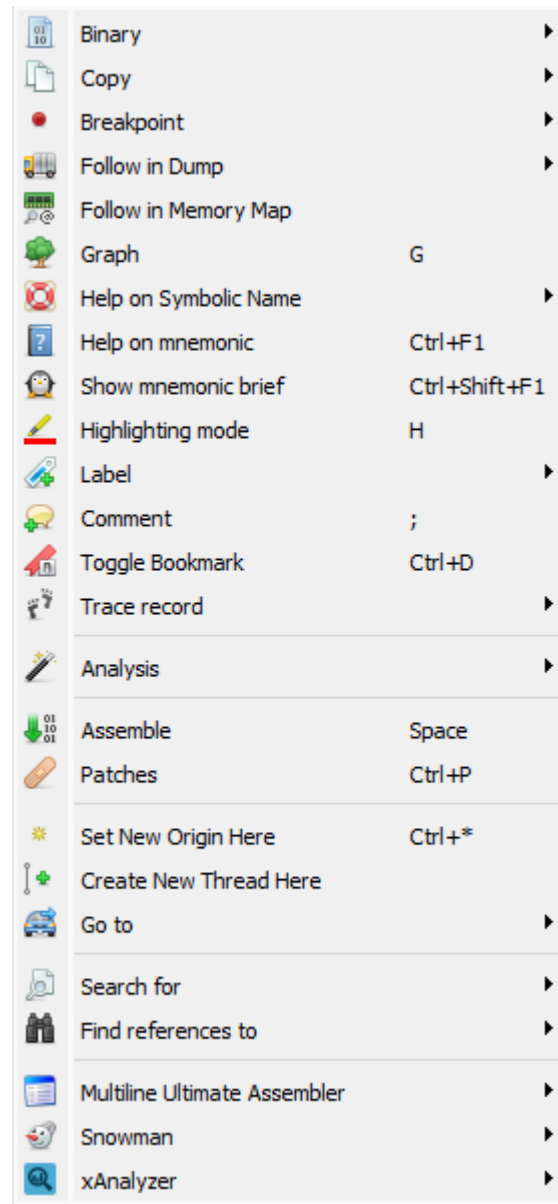 Binary
Copy
Breakpoint
Follow in Dump
Follow in Memory Map
Graph G
Help on Symbolic Name
Help on mnemonic Ctrl+F1
Show mnemonic brief Ctrl+Shift+F1
Highlighting mode H
Label
Comment ;
Toggle Bookmark Ctrl+D
Trace record
Analysis
Assemble Space
Patches Ctrl+P
Set New Origin Here Ctrl+*
Create New Thread Here
Go to
Search for
Find references to
Multiline Ultimate Assembler
Snowman
xAnalyzer